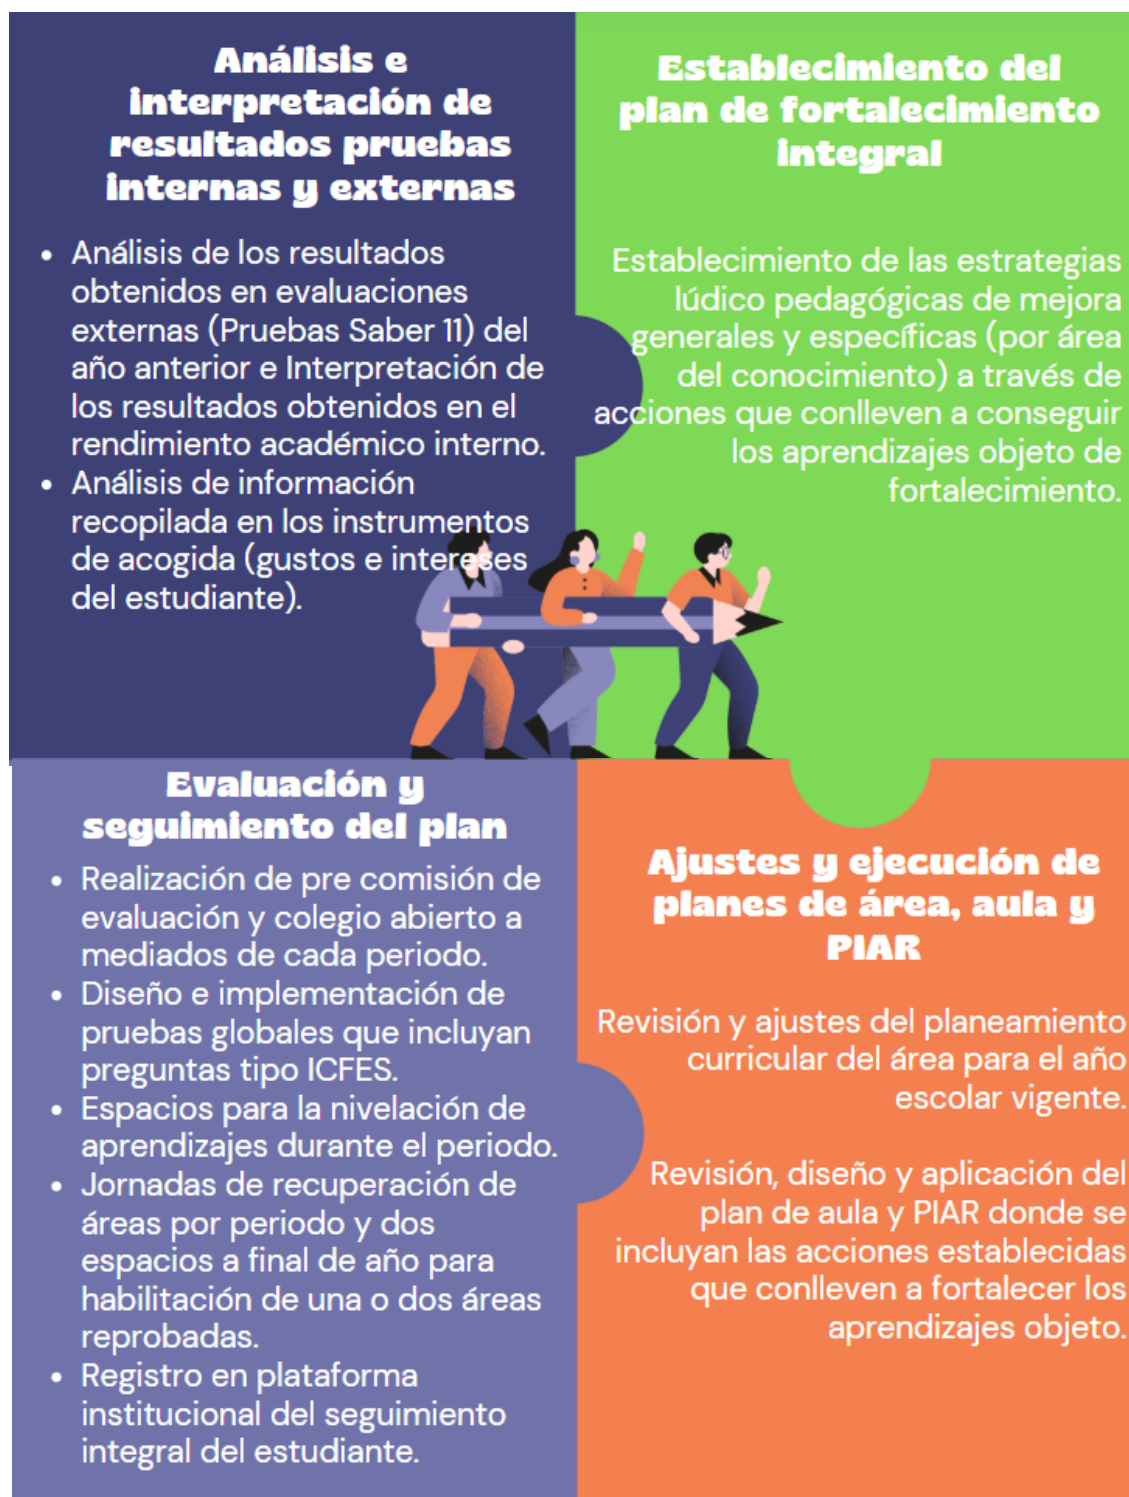 Análisis e
interpretación de
resultados pruebas
internas y externas
• Análisis de los resultados
obtenidos en evaluaciones
externas (Pruebas Saber 11) del
año anterior e Interpretación de
los resultados obtenidos en el
rendimiento académico interno.
• Análisis de información
recopilada en los instrumentos
de acogida (gustos e intereses
del estudiante).
Establecimiento del
plan de fortalecimiento
integral
Establecimiento de las estrategias
lúdico pedagógicas de mejora
generales y específicas (por área
del conocimiento) a través de
acciones que conlleven a conseguir
los aprendizajes objeto de
fortalecimiento.
Evaluación y
seguimiento del plan
• Realización de pre comisión de
evaluación y colegio abierto a
mediados de cada periodo.
• Diseño e implementación de
pruebas globales que incluyan
preguntas tipo ICFES.
• Espacios para la nivelación de
aprendizajes durante el periodo.
• Jornadas de recuperación de
áreas por periodo y dos
espacios a final de año para
habilitación de una o dos áreas
reprobadas.
• Registro en plataforma
institucional del seguimiento
integral del estudiante.
Ajustes y ejecución de
planes de área, aula y
PIAR
Revisión y ajustes del planeamiento
curricular del área para el año
escolar vigente.
Revisión, diseño y aplicación del
plan de aula y PIAR donde se
incluyan las acciones establecidas
que conlleven a fortalecer los
aprendizajes objeto.